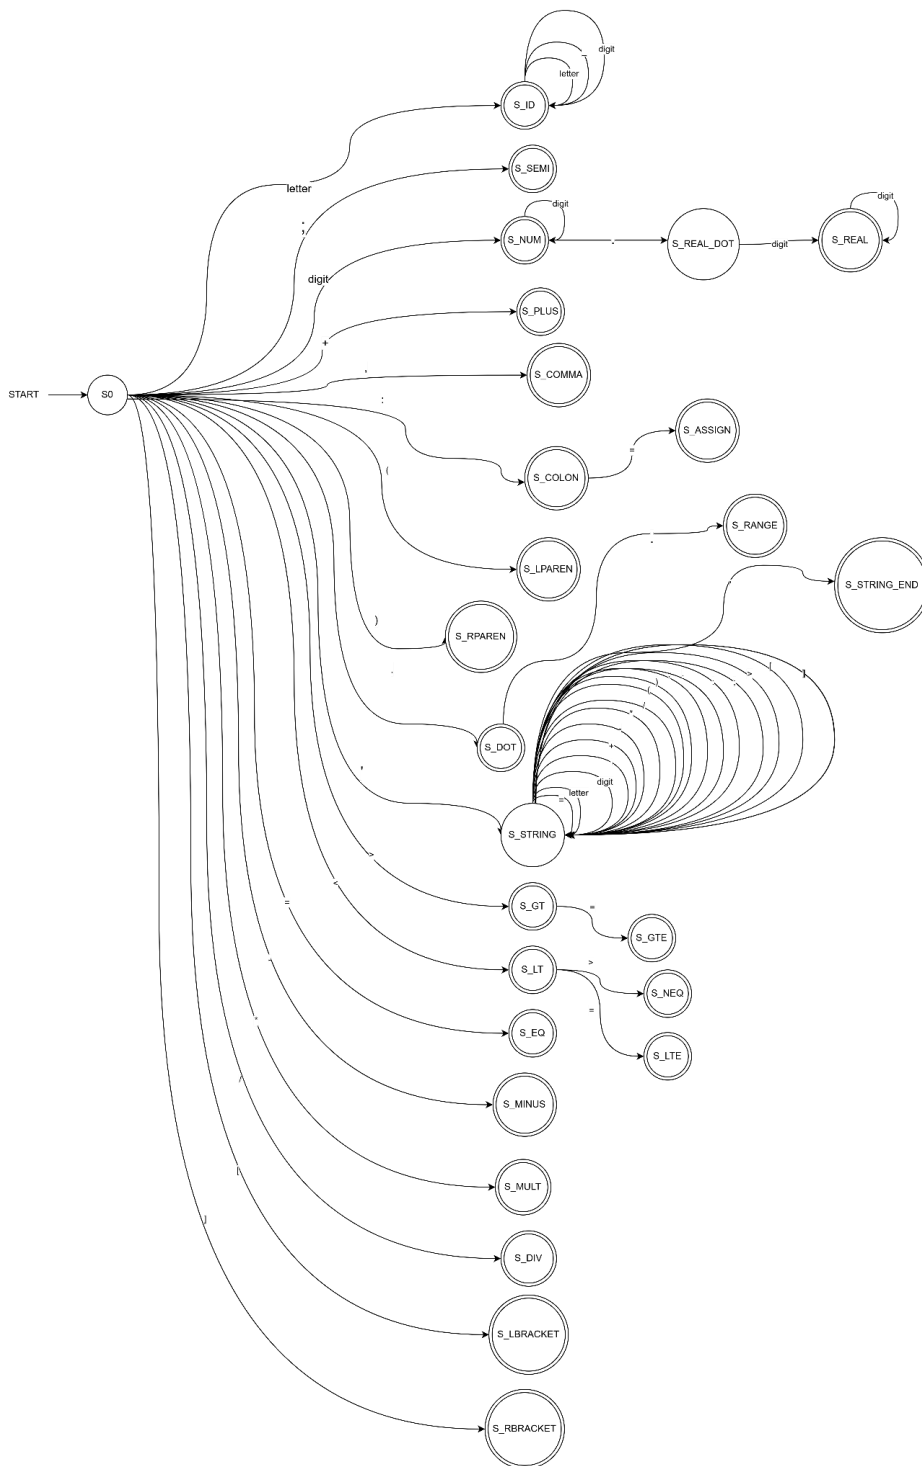 digit
_
letter
S_ID
S_SEMI
letter
;
digit
digit
S_NUM
.
S_REAL_DOT
digit
S_REAL
digit
S_PLUS
+
,
S_COMMA
START
S0
:
S_ASSIGN
=
(
S_COLON
S_RANGE
.
S_LPAREN
S_STRING_END
'
)
S_RPAREN
.
S_DOT
[
]
>
)
(
/
*
+
digit
letter
=
'
S_STRING
>
S_GT
=
S_GTE
<
S_LT
>
S_NEQ
=
=
S_EQ
S_LTE
-
S_MINUS
*
S_MULT
/
S_DIV
[
S_LBRACKET
]
S_RBRACKET